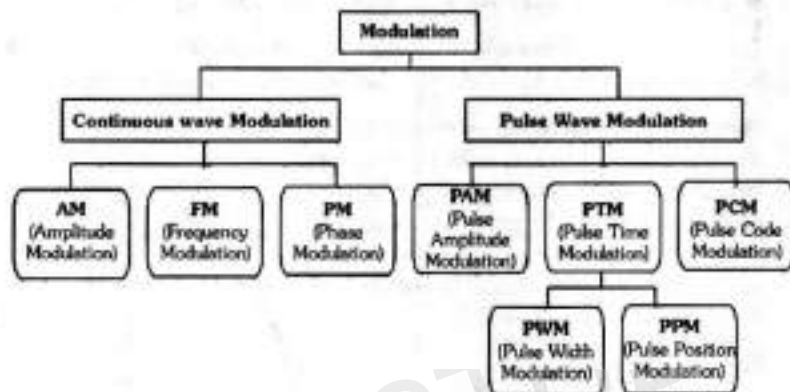 Modulation
Continuous wave Modulation
Pulse Wave Modulation
AM
(Amplitude
Modulation)
FM
(Frequency
Modulation)
PM
(Phase
Modulation)
PAM
(Pulse
Amplitude
Modulation)
PTM
(Pulse Time
Modulation)
PCM
(Pulse Code
Modulation)
PWM
(Pulse Width
Modulation)
PPM
(Pulse Position
Modulation)